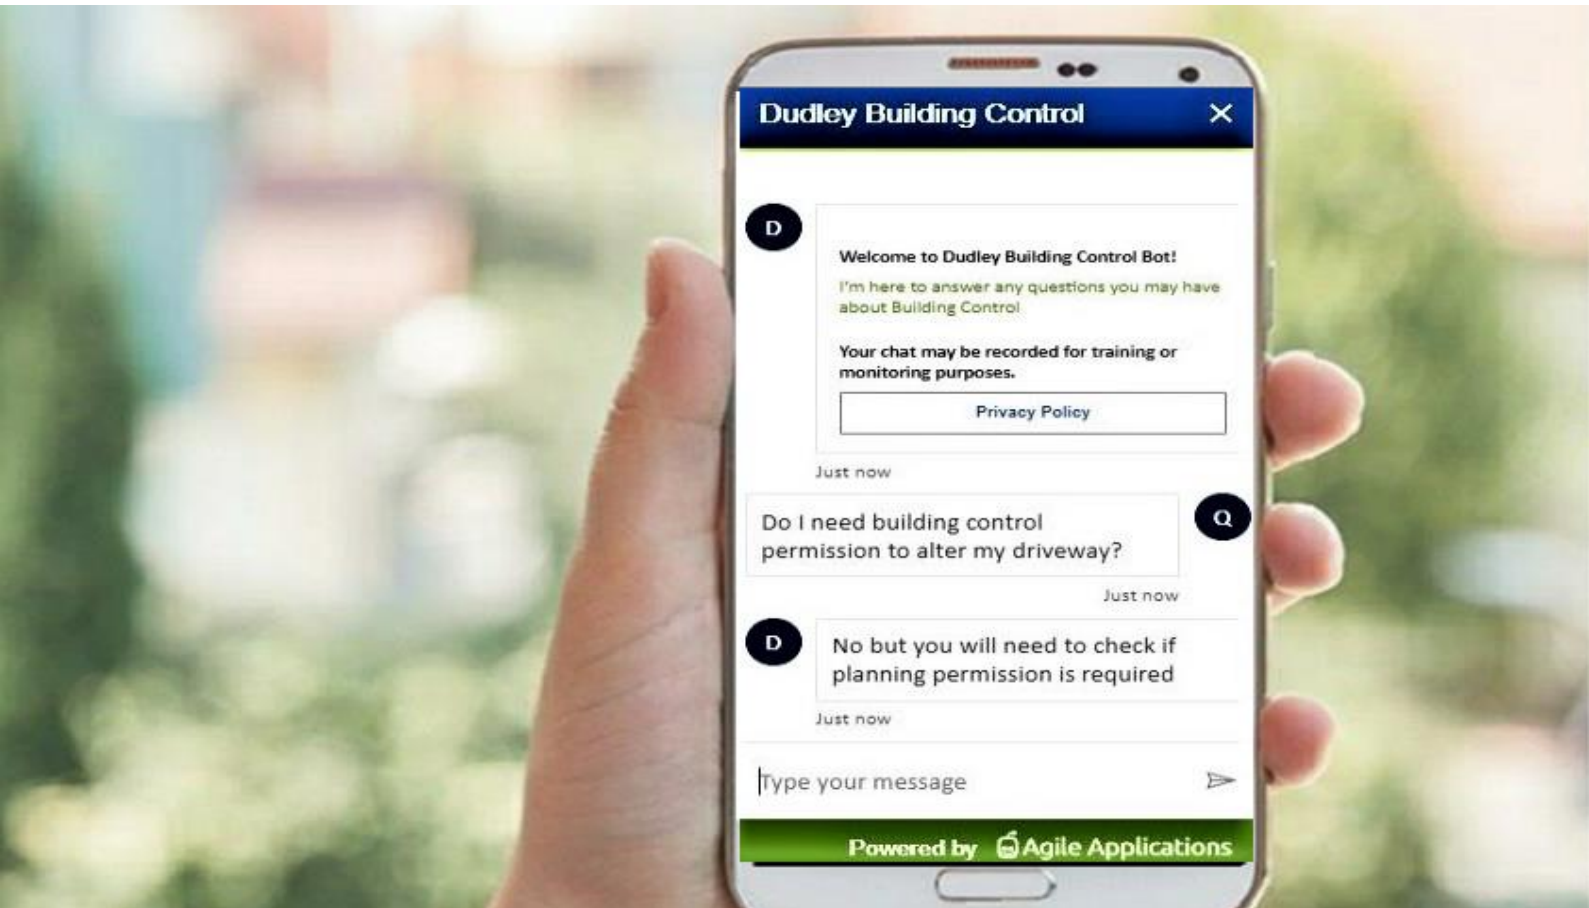 Dudley Building Control
D
Welcome to Dudley Building Control Bot!
I'm here to answer any questions you may have
about Building Control
Your chat may be recorded for training or
monitoring purposes.
Privacy Policy
Just now
Do I need building control
permission to alter my driveway?
Q
Just now
D
No but you will need to check if
planning permission is required
Just now
Type your message
Powered by Agile Applications